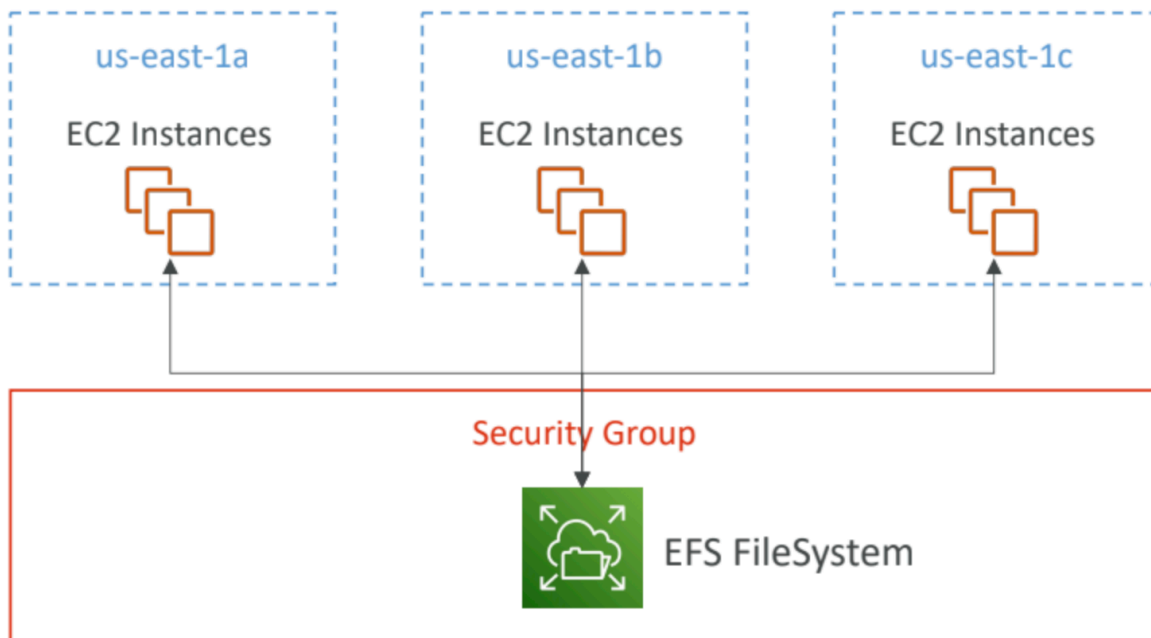 us-east-1a
us-east-1b
us-east-1c
EC2 Instances
EC2 Instances
EC2 Instances
Security Group
EFS FileSystem